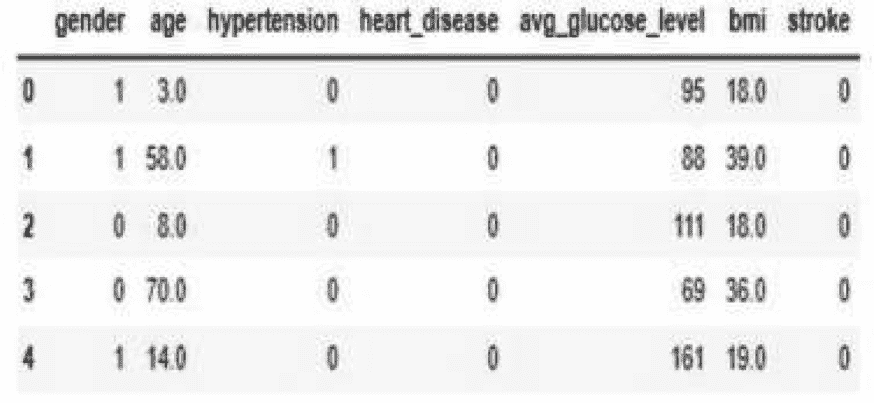 gender age hypertension heart_disease avg_glucose_level bmi stroke
0 1 3.0 0 0 95 18.0 0
1 1 58.0 1 0 88 39.0 0
2 0 8.0 0 0 111 18.0 0
3 0 70.0 0 0 69 36.0 0
4 1 14.0 0 0 161 19.0 0